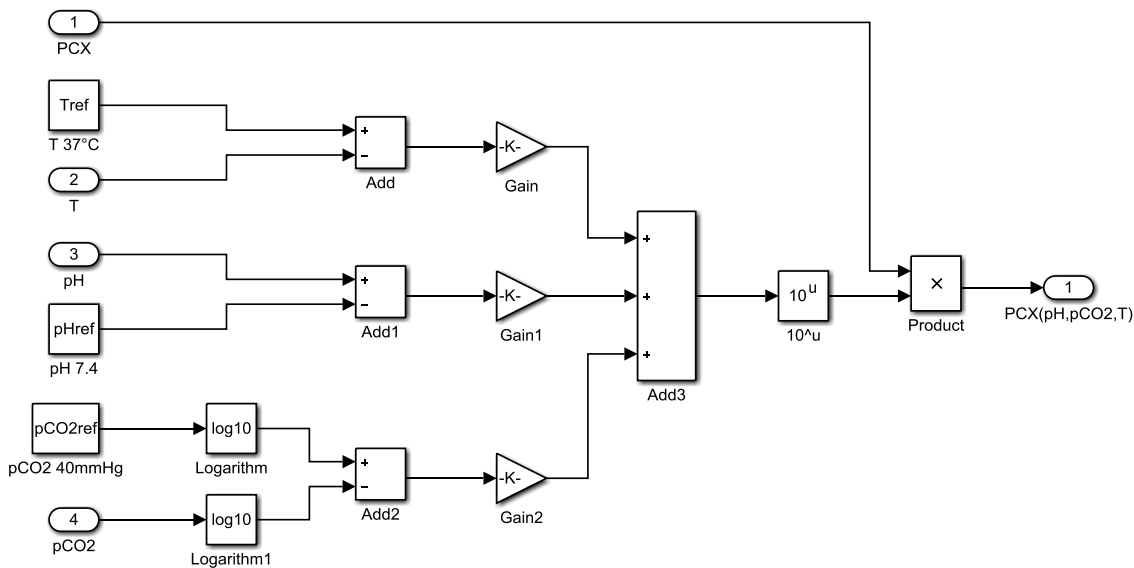 1
PCX
Tref
T 37°C
2
T
+
−
Add
-K-
Gain
3
pH
pHref
pH 7.4
+
−
Add1
-K-
Gain1
pCO2ref
pCO2 40mmHg
log10
Logarithm
4
pCO2
log10
Logarithm1
+
−
Add2
-K-
Gain2
+
+
+
Add3
10^u
10^u
×
Product
1
PCX(pH,pCO2,T)